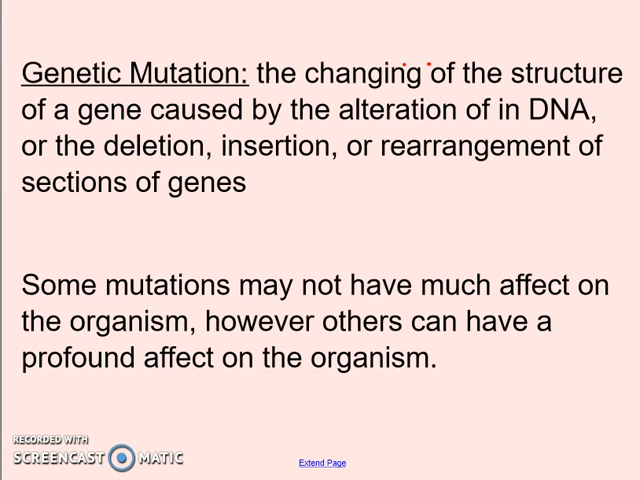 Genetic Mutation: the changing of the structure
of a gene caused by the alteration of in DNA,
or the deletion, insertion, or rearrangement of
sections of genes
Some mutations may not have much affect on
the organism, however others can have a
profound affect on the organism.
RECORDED WITH
SCREENCAST MATIC
Extend Page